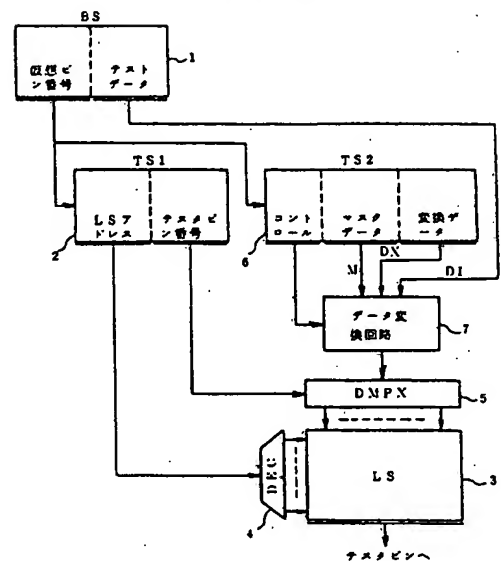 BS
仮想ピ
ン番号
テスト
データ
1
TS1
TS2
LSア
ドレス
テスタピ
ン番号
コント
ロール
マスク
データ
変換デ
ータ
2
6
M
DX
DI
データ変
換回路
7
DMPX
5
DEC
LS
3
4
テスタピンへ